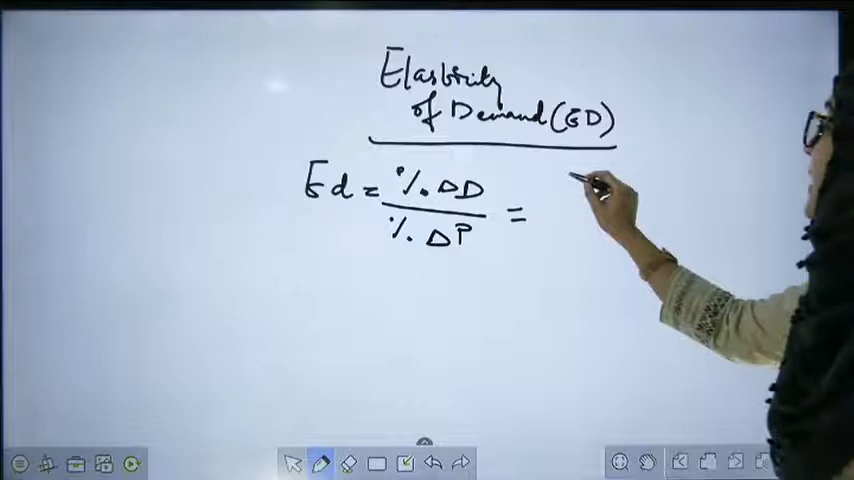 Elasticity
of Demand (ED)
Ed = % ΔD / % ΔP =